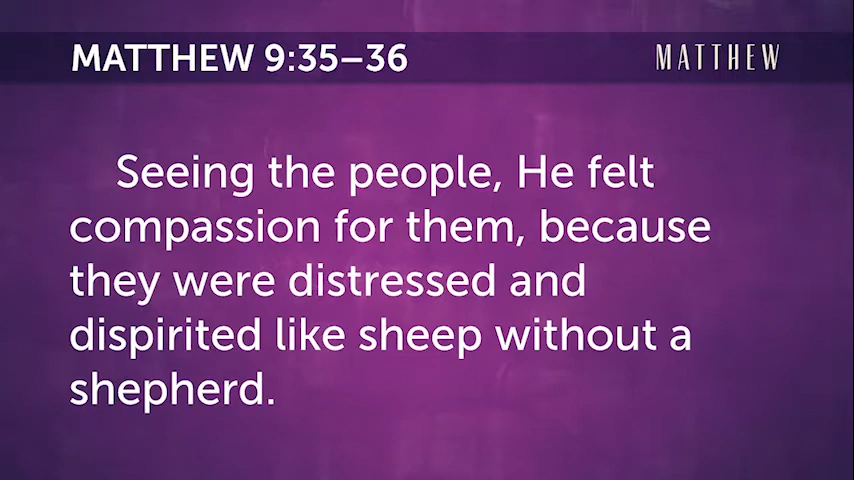 MATTHEW 9:35–36
MATTHEW
Seeing the people, He felt
compassion for them, because
they were distressed and
dispirited like sheep without a
shepherd.